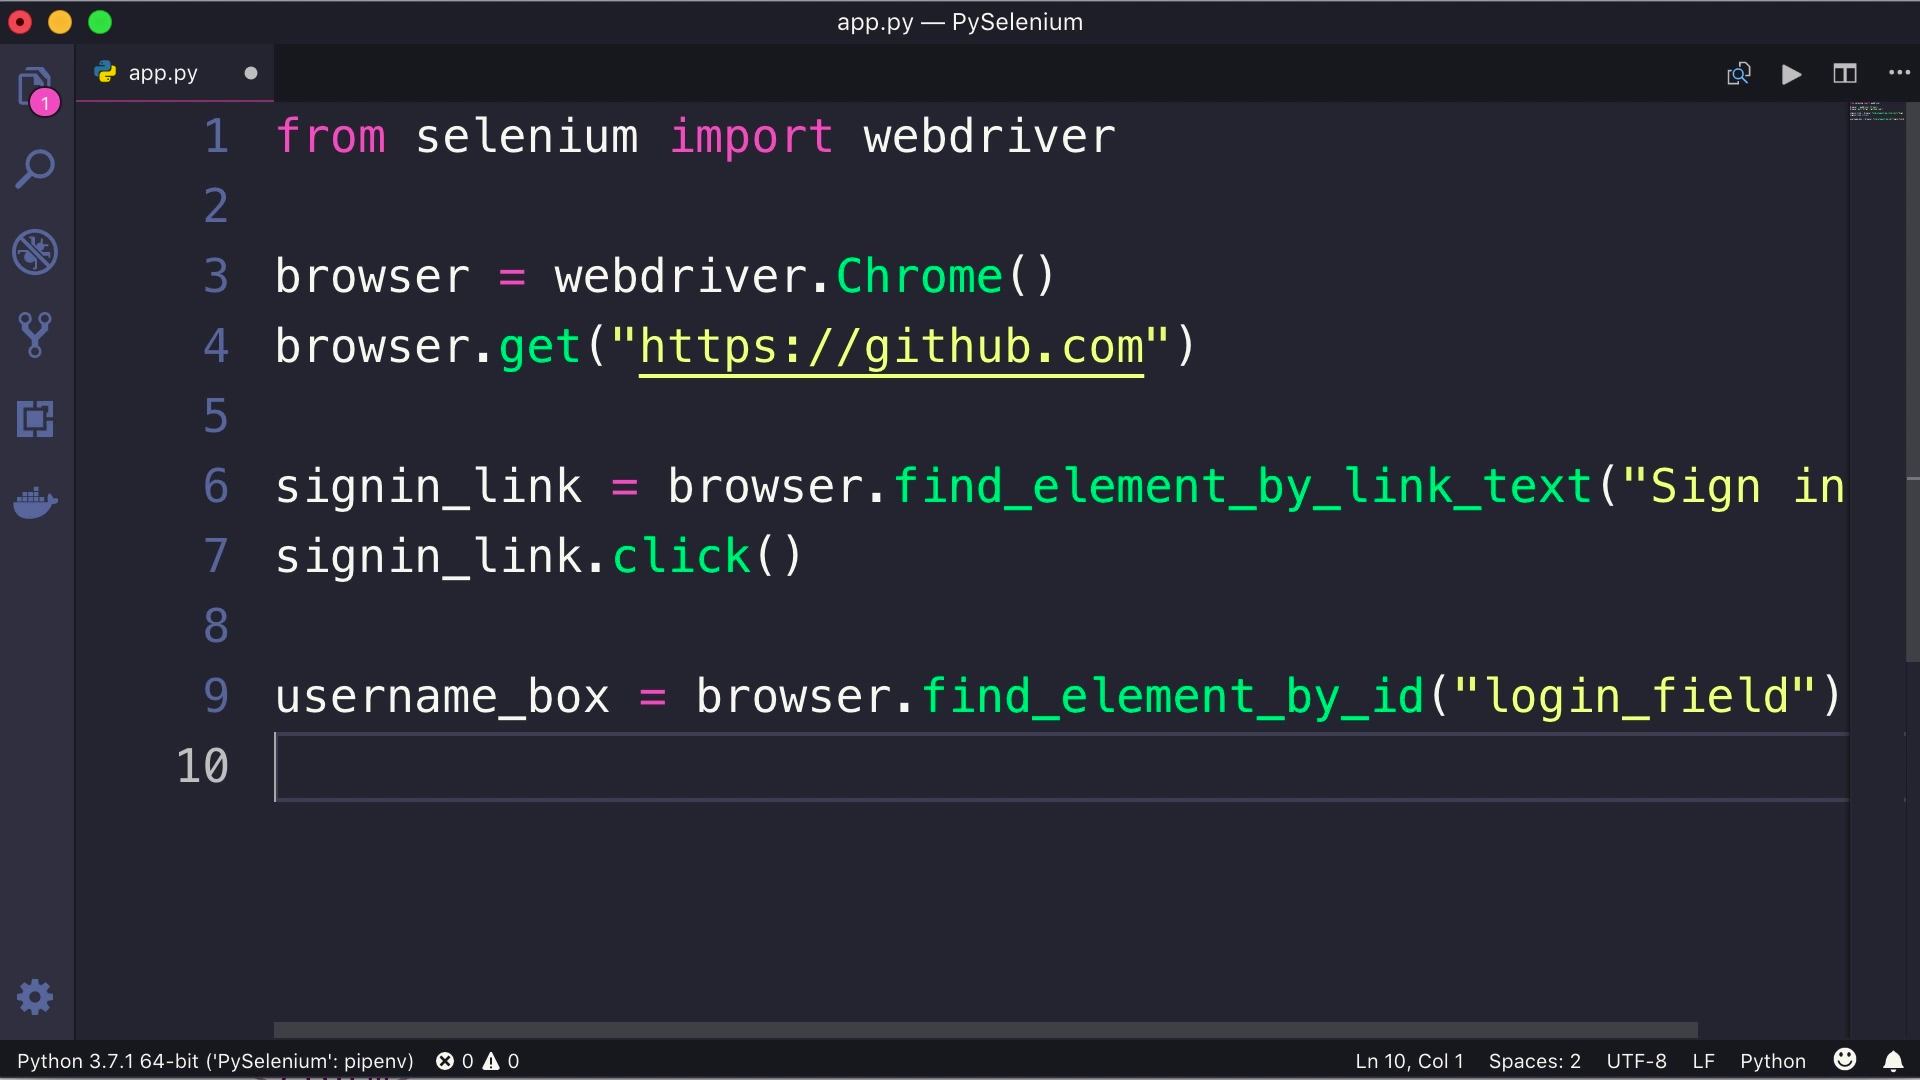 app.py — PySelenium
app.py
1
1 from selenium import webdriver
2
3 browser = webdriver.Chrome()
4 browser.get("https://github.com")
5
6 signin_link = browser.find_element_by_link_text("Sign in
7 signin_link.click()
8
9 username_box = browser.find_element_by_id("login_field")
10
Python 3.7.1 64-bit ('PySelenium': pipenv) 0 0 Ln 10, Col 1 Spaces: 2 UTF-8 LF Python